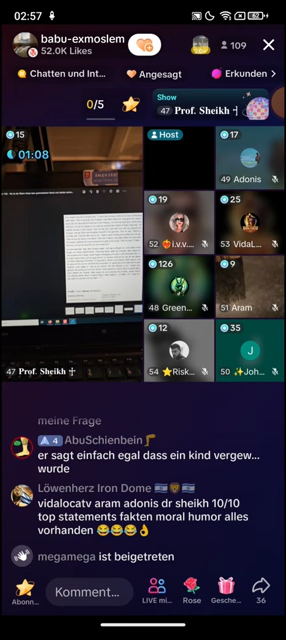 02:57
67
babu-exmoslem
52.0K Likes
109
Chatten und Int...
Angesagt
Erkunden >
0/5
Show
47 Prof. Sheikh
15
01:08
Host
17
49 Adonis
19
52 i.v.v....
25
53 VidaL...
126
48 Green...
9
51 Aram
12
54 Risk...
35
J
50 Joh...
47 Prof. Sheikh
meine Frage
4 AbuSchienbein
er sagt einfach egal dass ein kind vergew...
wurde
Löwenherz Iron Dome
vidalocatv adonis dr sheikh 10/10
top statements fakten moral humor alles
vorhanden 😂😂😂👌
megamega ist beigetreten
Abonn...
Komment...
LIVE mi...
Rose
Gesche...
36